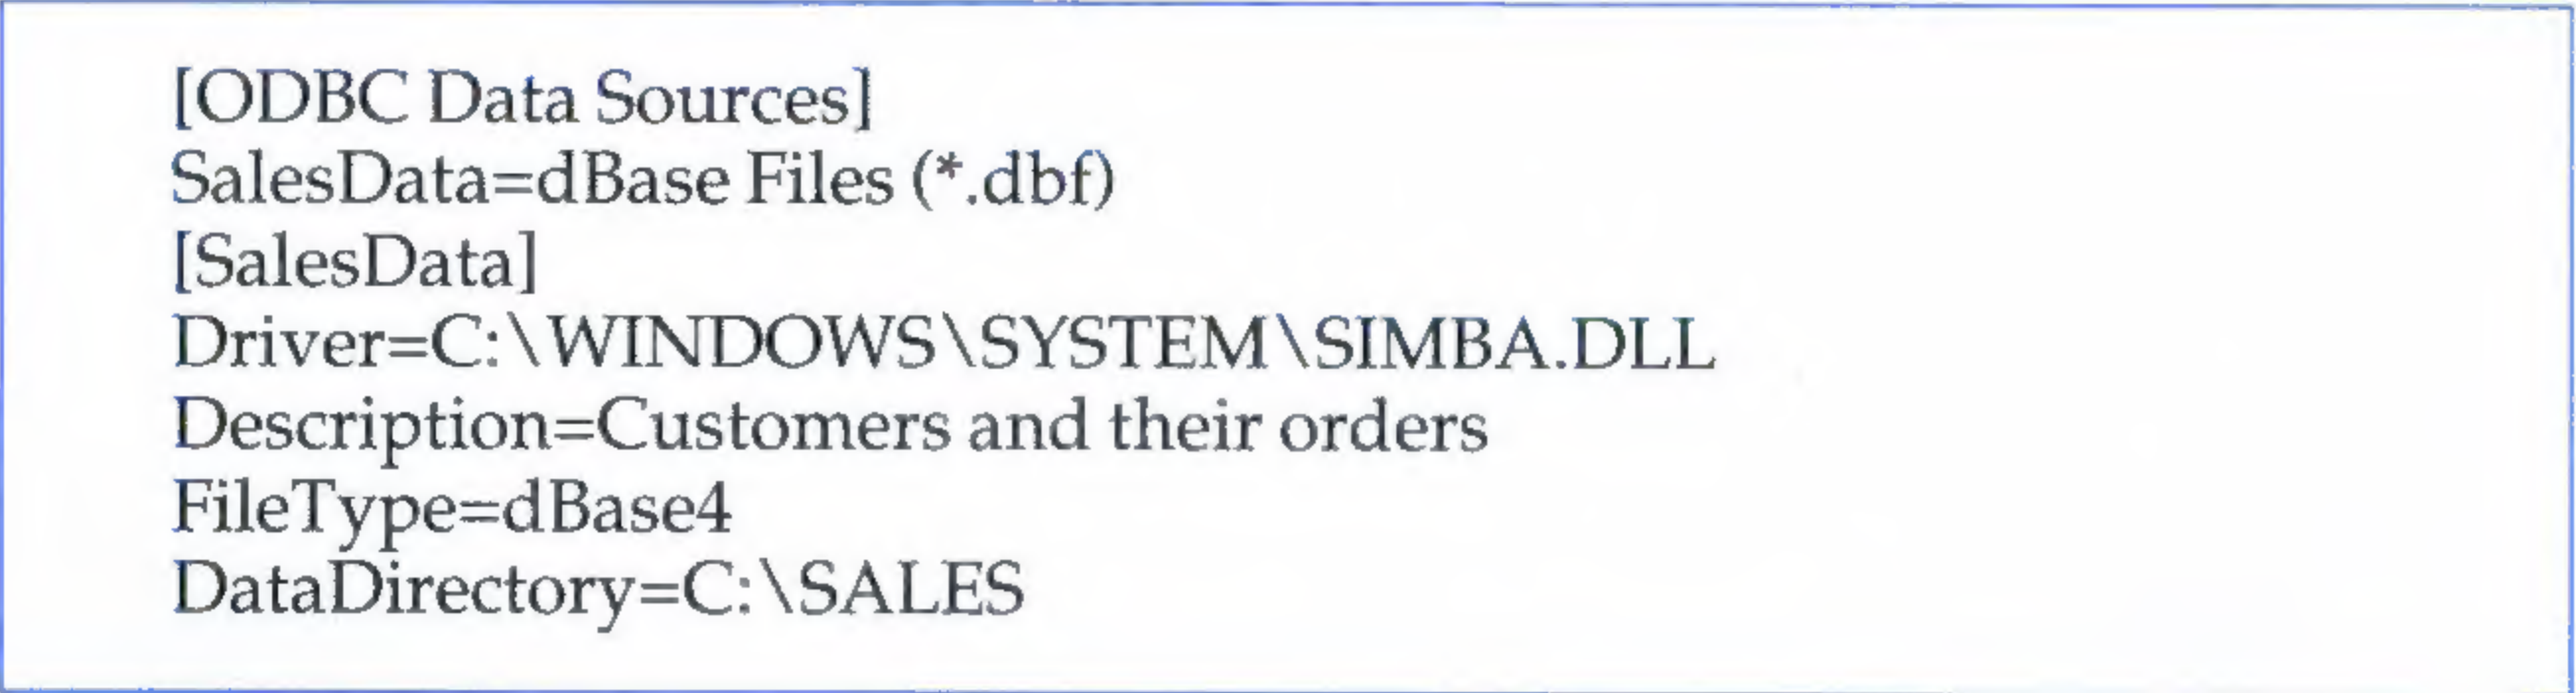 [ODBC Data Sources]
SalesData=dBase Files (*.dbf)
[SalesData]
Driver=C:\WINDOWS\SYSTEM\SIMBA.DLL
Description=Customers and their orders
FileType=dBase4
DataDirectory=C:\SALES